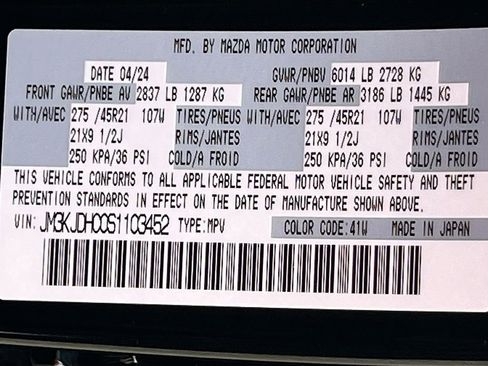 MFD. BY MAZDA MOTOR CORPORATION
DATE 04/24 GVWR/PNBV 6014 LB 2728 KG
FRONT GAWR/PNBE AV 2837 LB 1287 KG REAR GAWR/PNBE AR 3186 LB 1445 KG
WITH/AVEC 275 /45R21 107W TIRES/PNEUS WITH/AVEC 275 /45R21 107W TIRES/PNEUS
21X9 1/2J RIMS/JANTES 21X9 1/2J RIMS/JANTES
250 KPA/36 PSI COLD/A FROID 250 KPA/36 PSI COLD/A FROID
THIS VEHICLE CONFORMS TO ALL APPLICABLE FEDERAL MOTOR VEHICLE SAFETY AND THEFT
PREVENTION STANDARDS IN EFFECT ON THE DATE OF MANUFACTURE SHOWN ABOVE.
VIN: JM3KJDHC0S1103452 TYPE:MPV COLOR CODE:41W MADE IN JAPAN